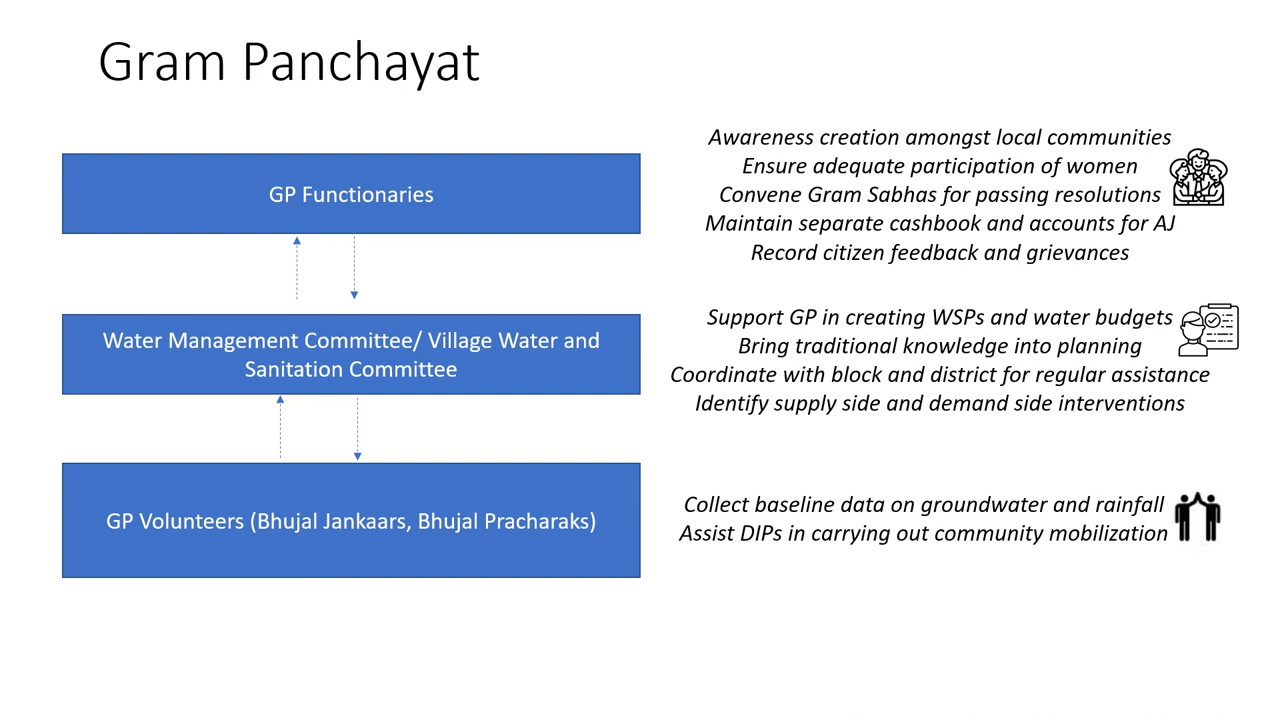 Gram Panchayat
GP Functionaries
Awareness creation amongst local communities
Ensure adequate participation of women
Convene Gram Sabhas for passing resolutions
Maintain separate cashbook and accounts for AJ
Record citizen feedback and grievances
Water Management Committee/ Village Water and
Sanitation Committee
Support GP in creating WSPs and water budgets
Bring traditional knowledge into planning
Coordinate with block and district for regular assistance
Identify supply side and demand side interventions
GP Volunteers (Bhujal Jankaars, Bhujal Pracharaks)
Collect baseline data on groundwater and rainfall
Assist DIPs in carrying out community mobilization